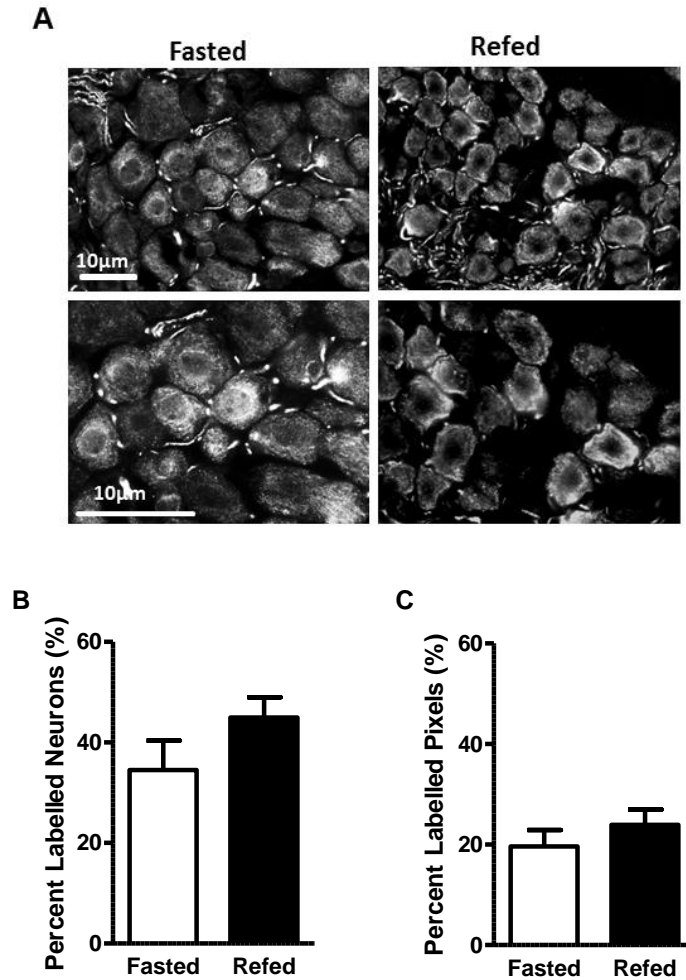 A
Fasted Refed
10μm
10μm
B
Percent Labelled Neurons (%)
60
40
20
0
Fasted Refed
C
Percent Labelled Pixels (%)
60
40
20
0
Fasted Refed